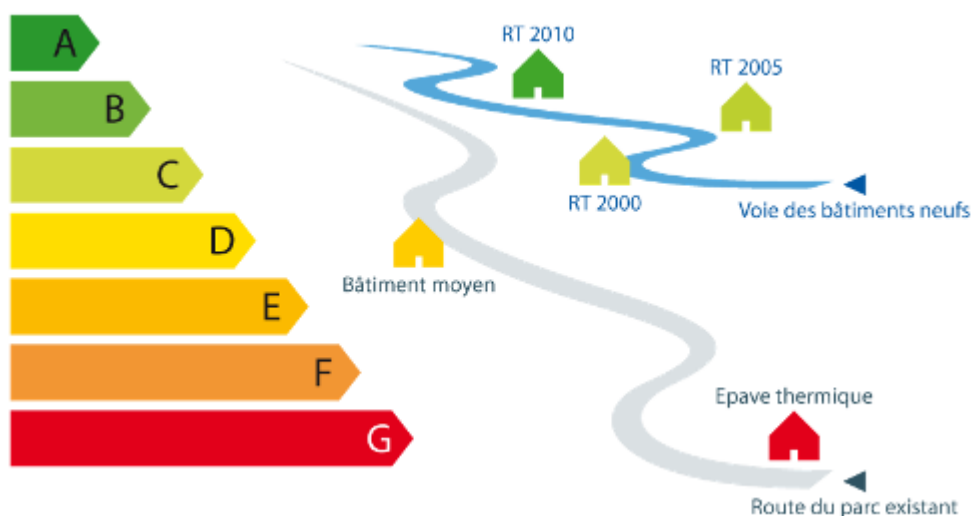 A
B
C
D
E
F
G
RT 2010
RT 2005
RT 2000
Voie des bâtiments neufs
Bâtiment moyen
Epave thermique
Route du parc existant